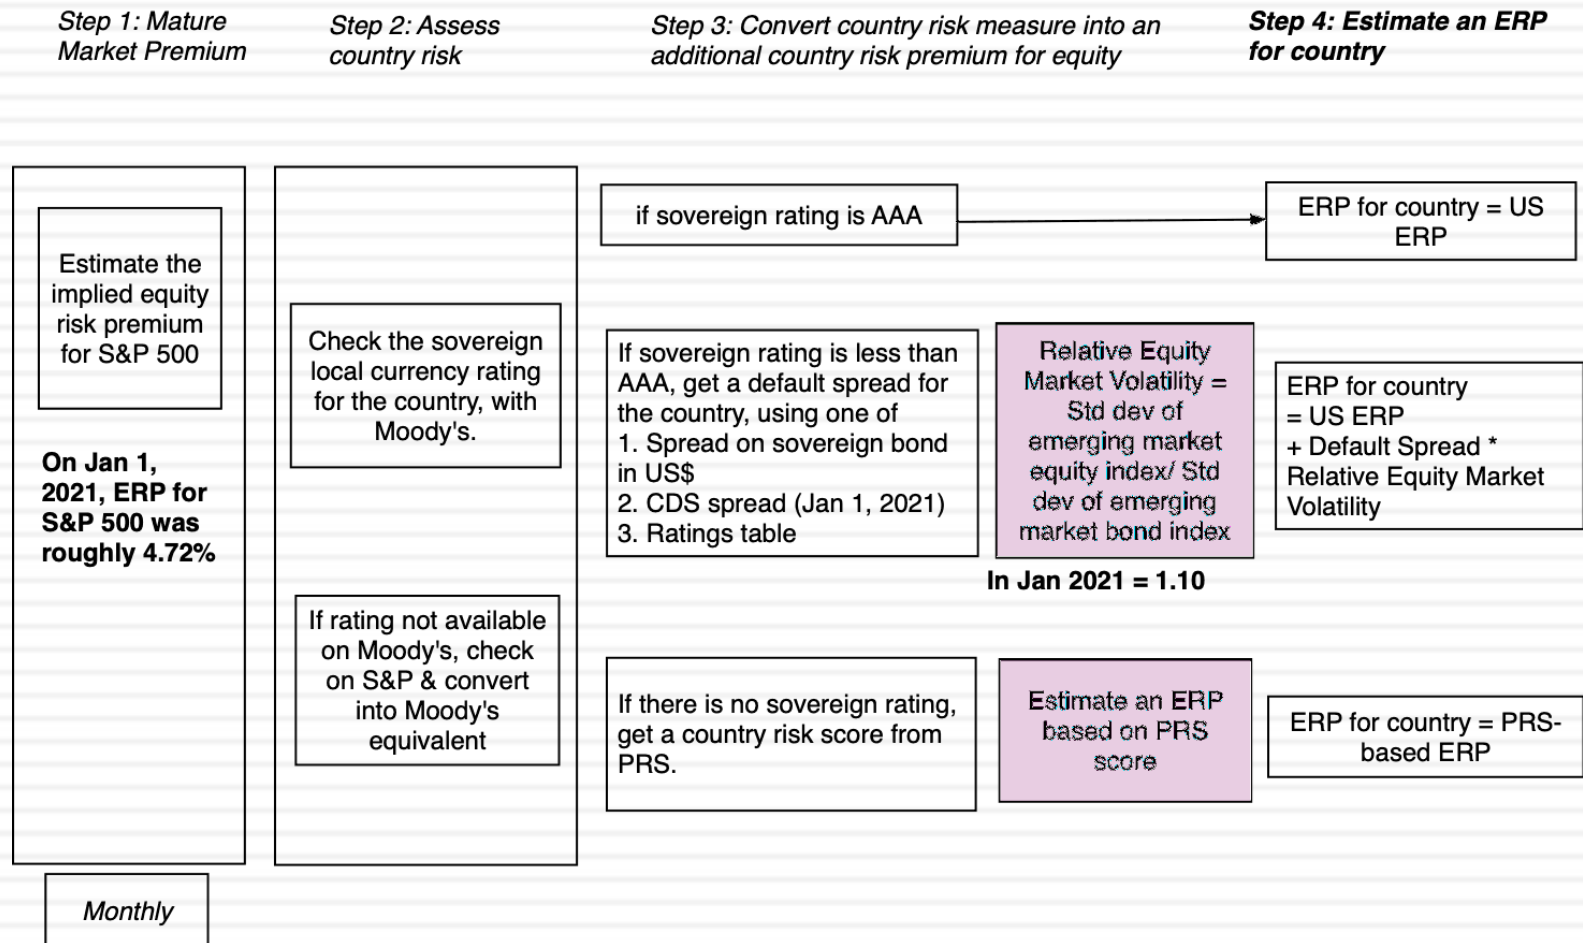 Step 1: Mature
Market Premium
Step 2: Assess
country risk
Step 3: Convert country risk measure into an
additional country risk premium for equity
Step 4: Estimate an ERP
for country
Estimate the
implied equity
risk premium
for S&P 500
On Jan 1,
2021, ERP for
S&P 500 was
roughly 4.72%
Monthly
Check the sovereign
local currency rating
for the country, with
Moody's.
If rating not available
on Moody's, check
on S&P & convert
into Moody's
equivalent
if sovereign rating is AAA
ERP for country = US
ERP
If sovereign rating is less than
AAA, get a default spread for
the country, using one of
1. Spread on sovereign bond
in US$
2. CDS spread (Jan 1, 2021)
3. Ratings table
Relative Equity
Market Volatility =
Std dev of
emerging market
equity index/ Std
dev of emerging
market bond index
In Jan 2021 = 1.10
ERP for country
= US ERP
+ Default Spread *
Relative Equity Market
Volatility
If there is no sovereign rating,
get a country risk score from
PRS.
Estimate an ERP
based on PRS
score
ERP for country = PRS-
based ERP